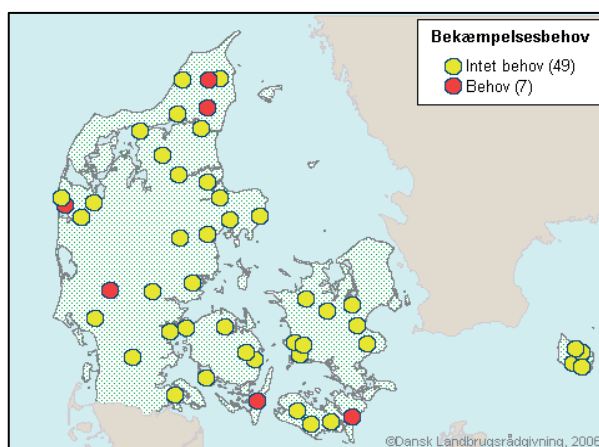 Bekæmpelsesbehov
Intet behov (49)
Behov (7)
©Dansk Landbrugsrådgivning, 2006